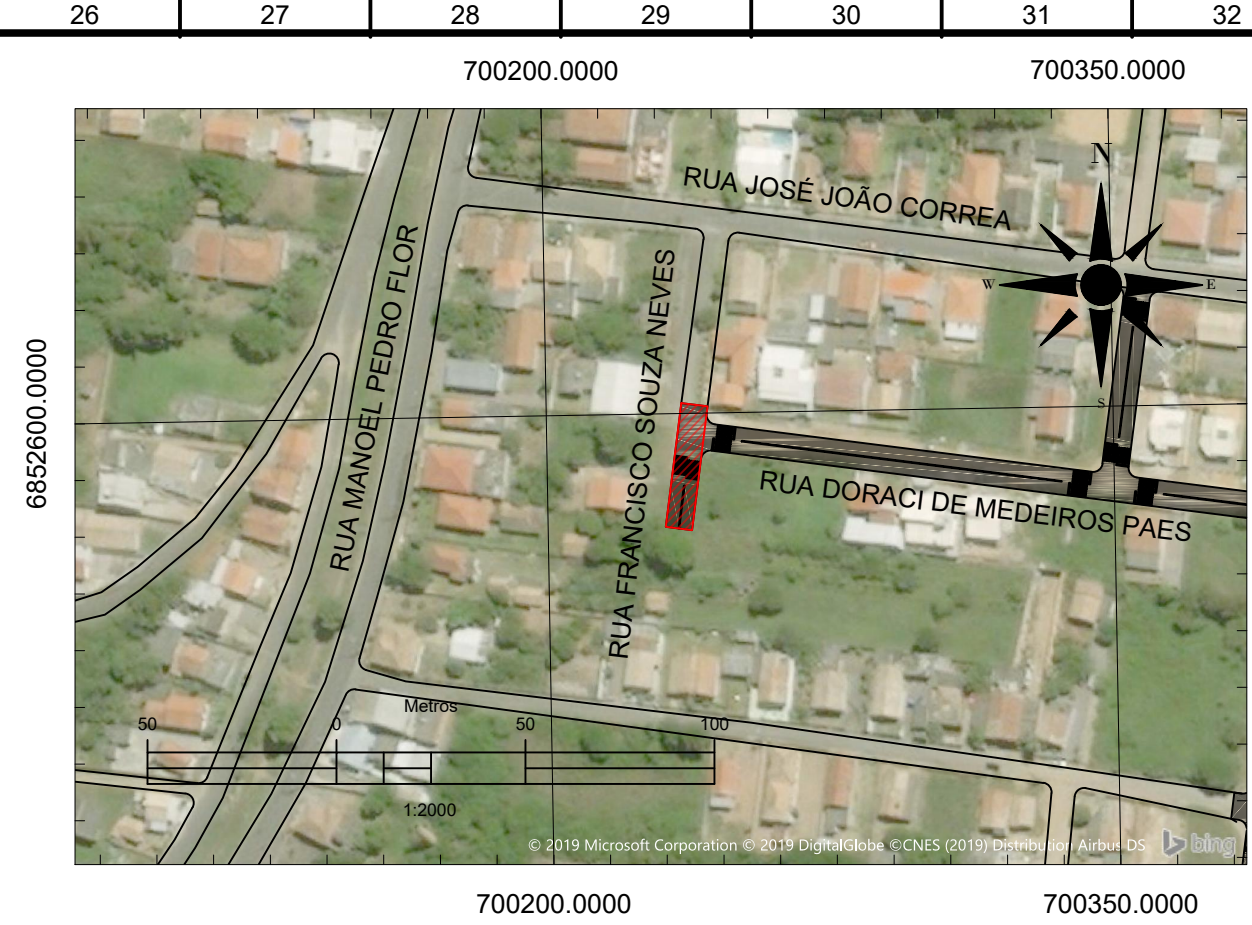 26 27 28 29 30 31 32
700200.0000 700350.0000
N
RUA JOSÉ JOÃO CORREA
W E
S
RUA MANOEL PEDRO FLOR
RUA FRANCISCO SOUZA NEVES
6852600.0000
RUA DORACI DE MEDEIROS PAES
Metros
50 0 50 100
1:2000
© 2019 Microsoft Corporation © 2019 DigitalGlobe ©CNES (2019) Distribution Airbus DS
bing
700200.0000 700350.0000